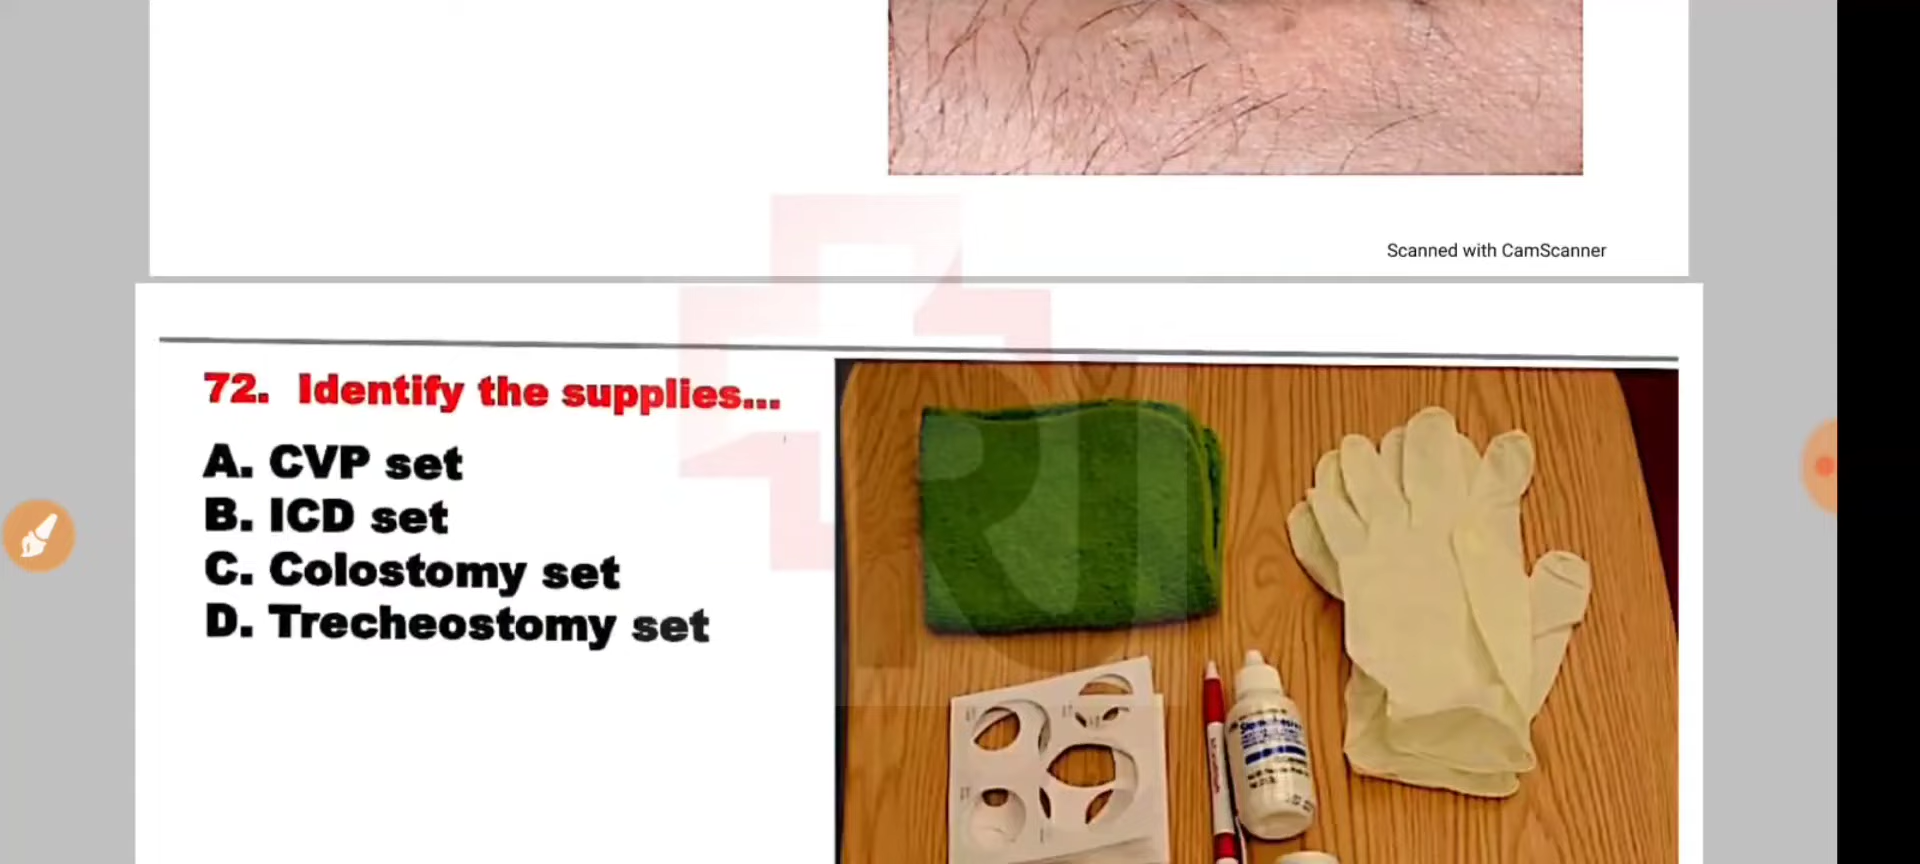 Scanned with CamScanner
72. Identify the supplies...
A. CVP set
B. ICD set
C. Colostomy set
D. Trecheostomy set